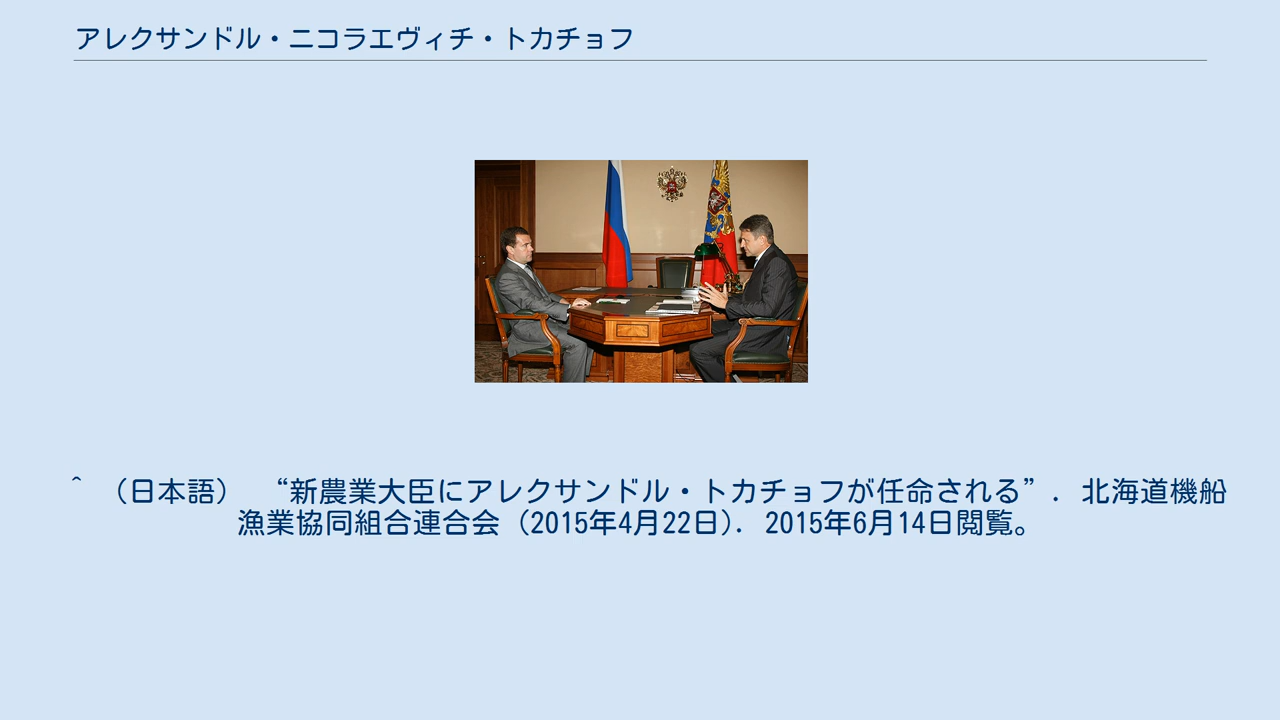 アレクサンドル・ニコラエヴィチ・トカチョフ
^ （日本語） “新農業大臣にアレクサンドル・トカチョフが任命される”. 北海道機船
漁業協同組合連合会 (2015年4月22日). 2015年6月14日閲覧。